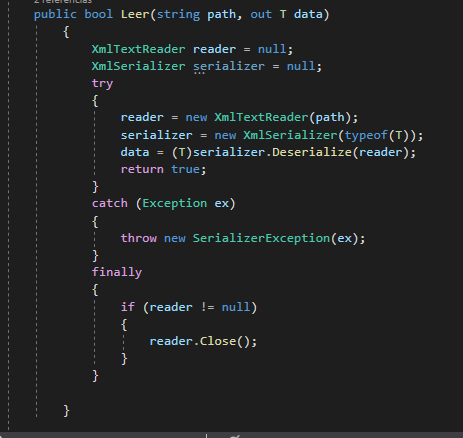 2 referencias
public bool Leer(string path, out T data)
{
XmlTextReader reader = null;
XmlSerializer serializer = null;
try
{
reader = new XmlTextReader(path);
serializer = new XmlSerializer(typeof(T));
data = (T)serializer.Deserialize(reader);
return true;
}
catch (Exception ex)
{
throw new SerializerException(ex);
}
finally
{
if (reader != null)
{
reader.Close();
}
}
}